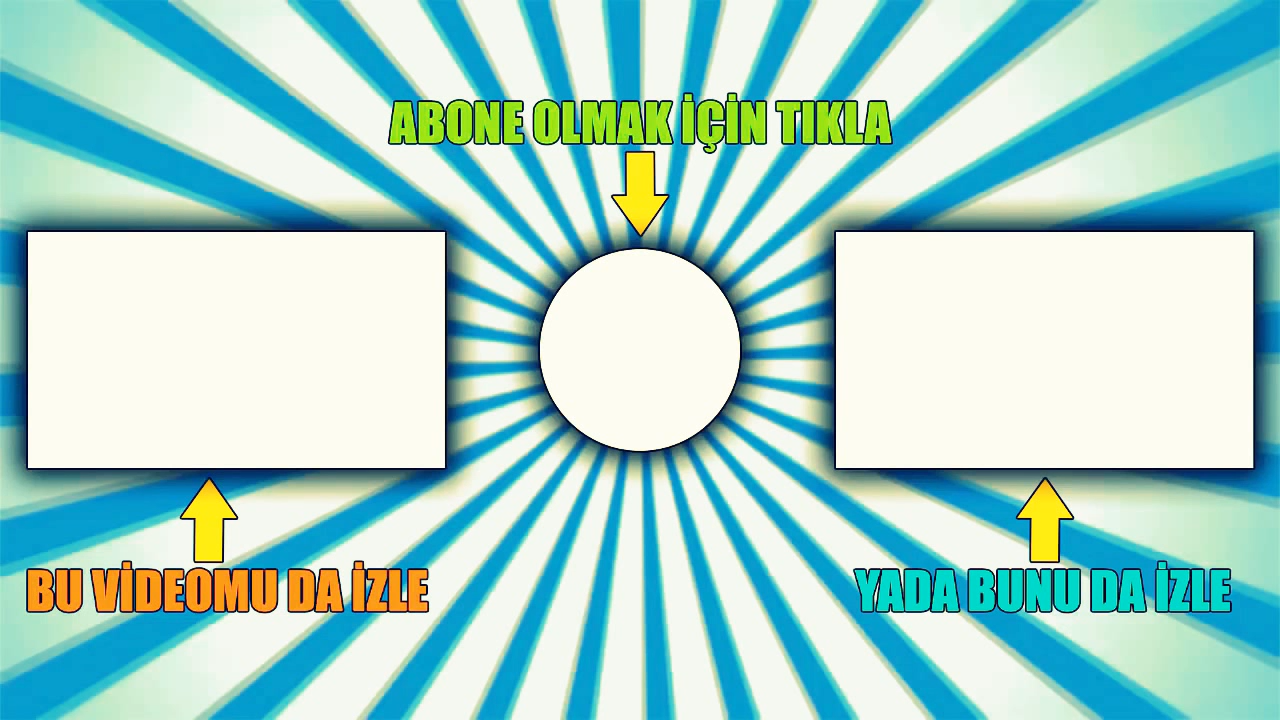 ABONE OLMAK İÇİN TIKLA
BU VİDEOMU DA İZLE
YADA BUNU DA İZLE